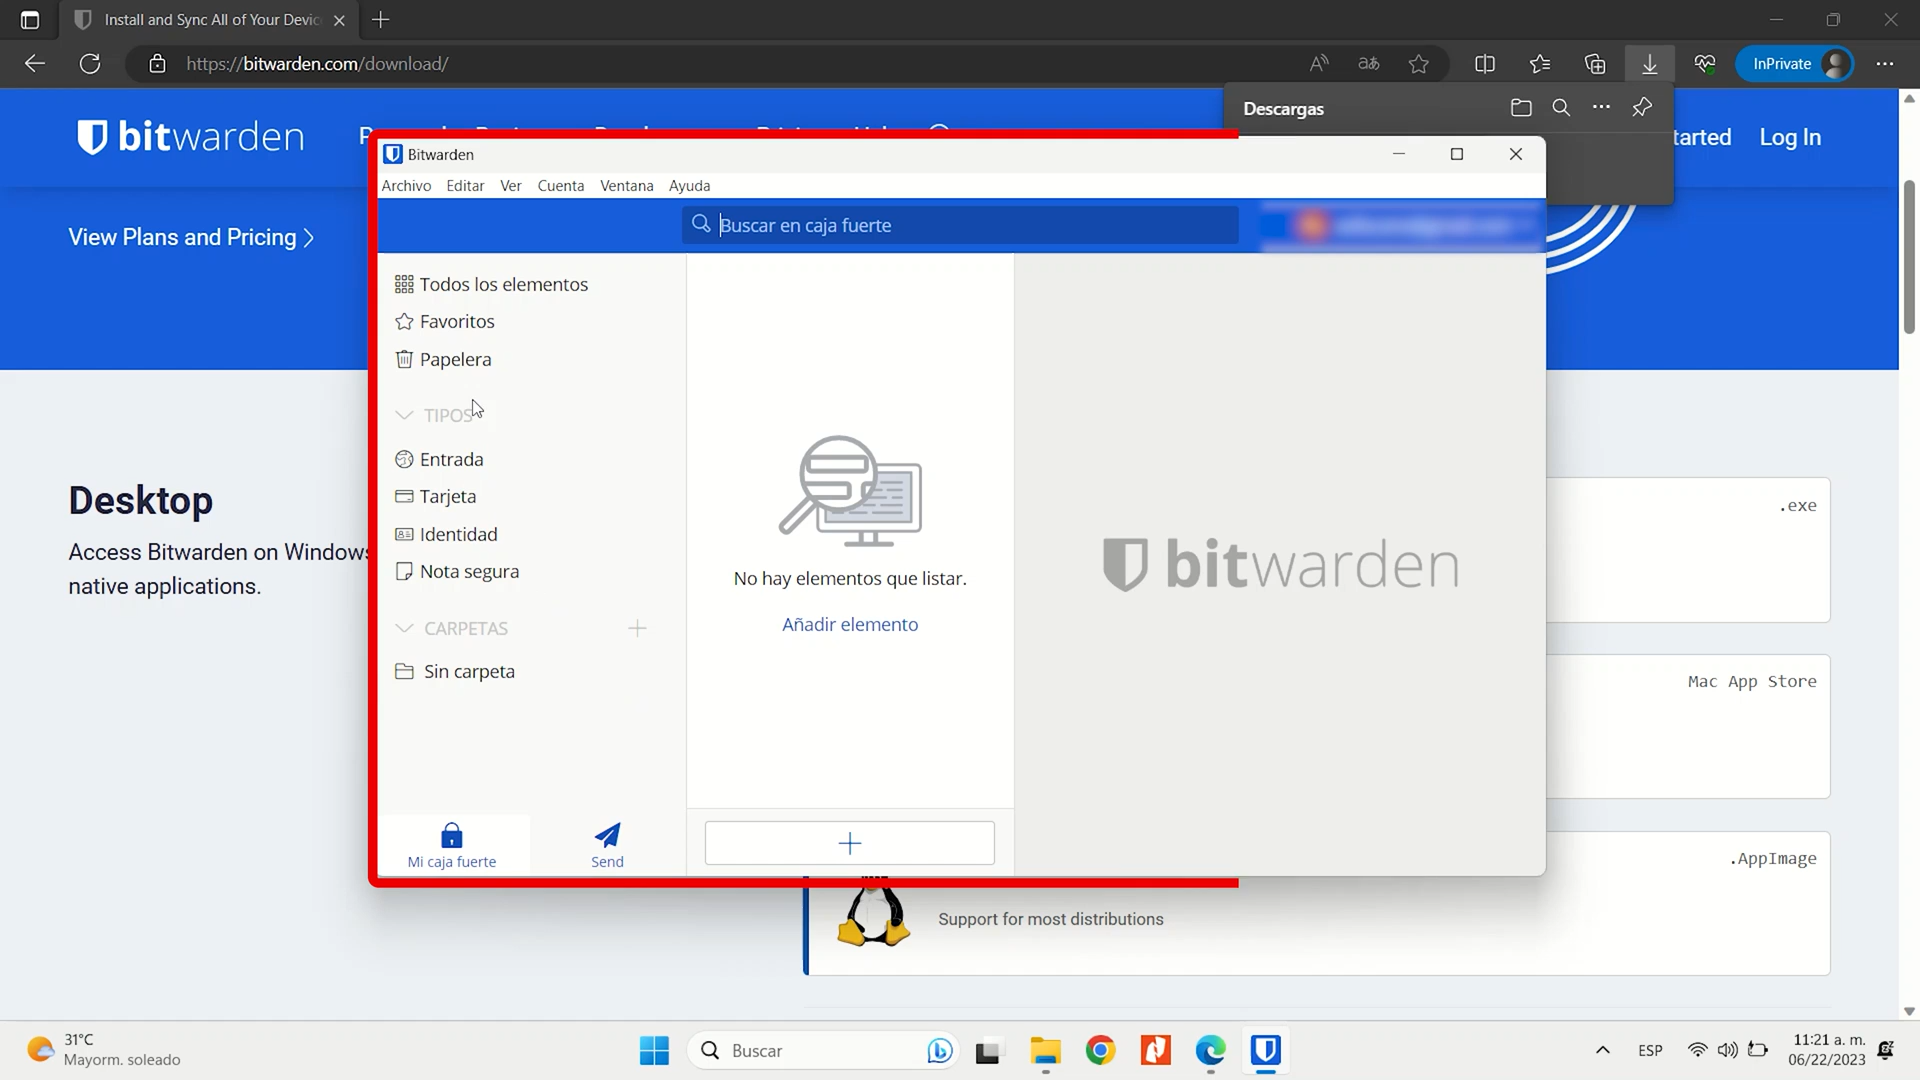 Install and Sync All of Your Devic
https://bitwarden.com/download/
InPrivate
Descargas
bitwarden
tarted
Log In
View Plans and Pricing
Bitwarden
Archivo Editar Ver Cuenta Ventana Ayuda
Buscar en caja fuerte
Todos los elementos
Favoritos
Papelera
TIPOS
Entrada
Tarjeta
Identidad
Nota segura
CARPETAS
Sin carpeta
Mi caja fuerte
Send
No hay elementos que listar.
Añadir elemento
bitwarden
Desktop
Access Bitwarden on Windows
native applications.
.exe
Mac App Store
.AppImage
Support for most distributions
31°C
Mayorm. soleado
Buscar
ESP
11:21 a. m.
06/22/2023